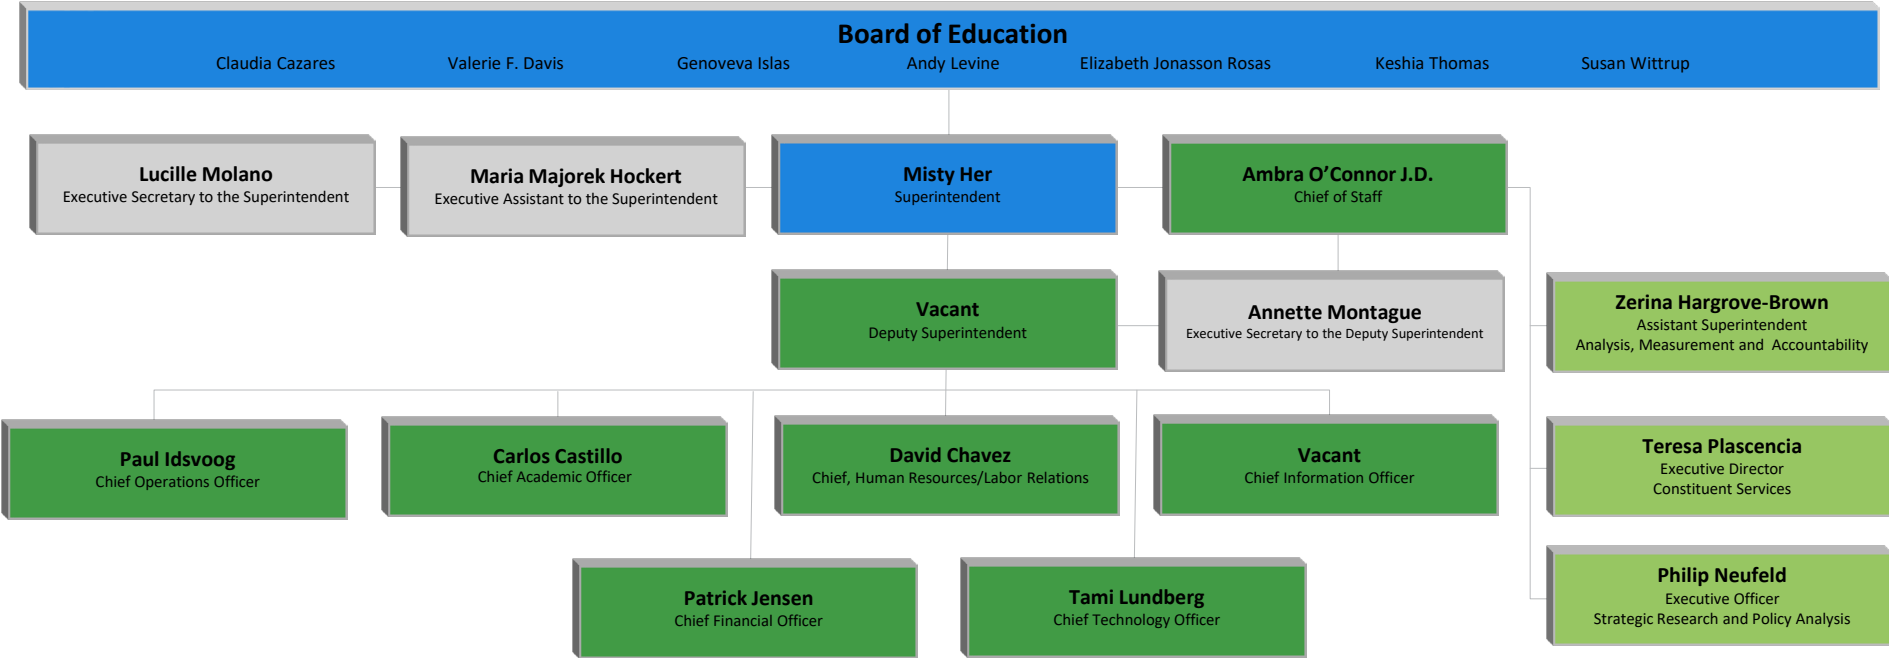 Board of Education
Claudia Cazares Valerie F. Davis Genoveva Islas Andy Levine Elizabeth Jonasson Rosas Keshia Thomas Susan Wittrup
Lucille Molano
Executive Secretary to the Superintendent
Maria Majorek Hockert
Executive Assistant to the Superintendent
Misty Her
Superintendent
Ambra O’Connor J.D.
Chief of Staff
Vacant
Deputy Superintendent
Annette Montague
Executive Secretary to the Deputy Superintendent
Zerina Hargrove-Brown
Assistant Superintendent
Analysis, Measurement and Accountability
Paul Idsvoog
Chief Operations Officer
Carlos Castillo
Chief Academic Officer
David Chavez
Chief, Human Resources/Labor Relations
Vacant
Chief Information Officer
Teresa Plascencia
Executive Director
Constituent Services
Patrick Jensen
Chief Financial Officer
Tami Lundberg
Chief Technology Officer
Philip Neufeld
Executive Officer
Strategic Research and Policy Analysis